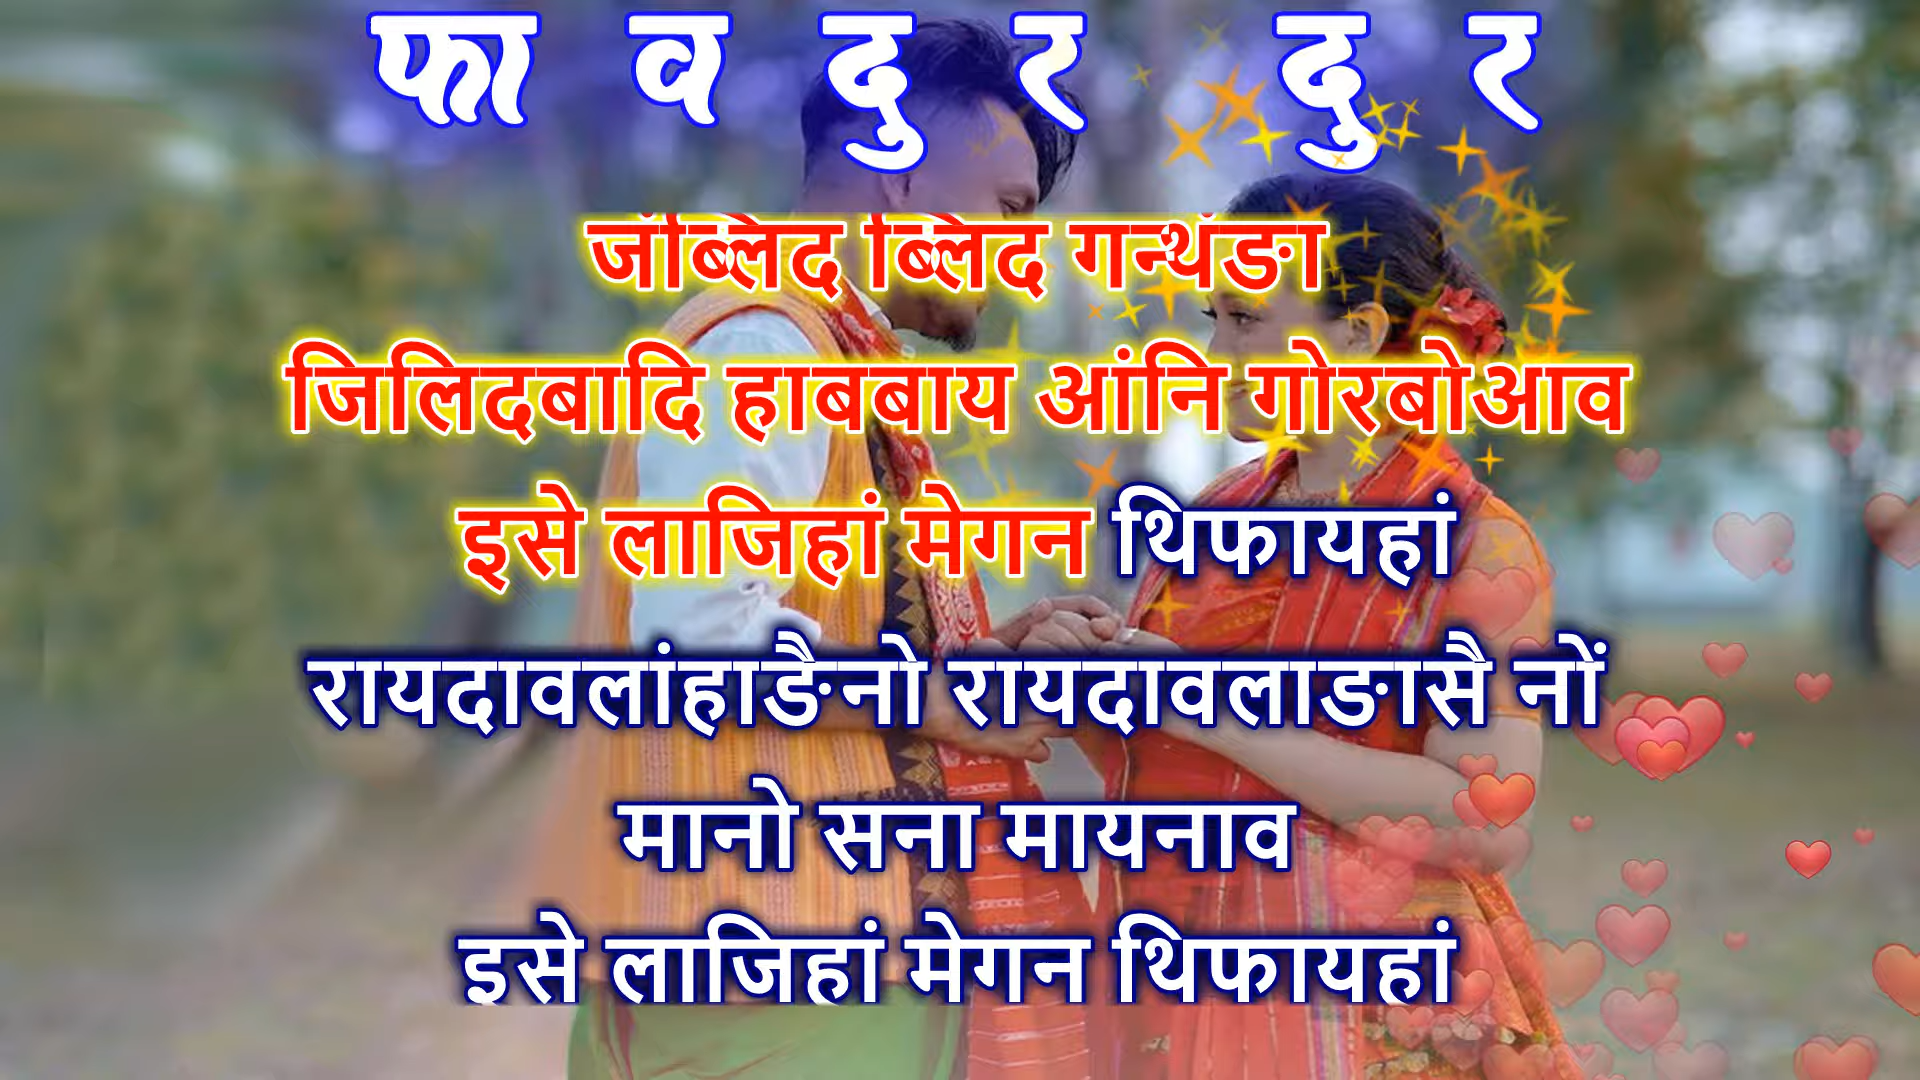 फाव दुर दुर
जंब्लिद ब्लिद गन्थंङा
जिलिदबादि हाबबाय आंनि गोरबोआव
इसे लाजिहां मेगन थिफायहां
रायदावलांहाङैनो रायदावलाङासै नों
मानो सना मायनाव
इसे लाजिहां मेगन थिफायहां